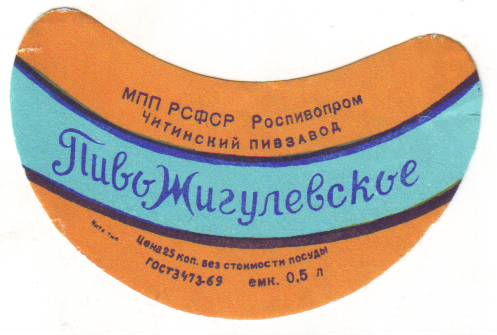 МПП РСФСР Роспивопром
ЧИТИНСКИЙ ПИВЗАВОД
Пиво Жигулевское
Цена 25 коп. без стоимости посуды
ГОСТ 3473-69 емк. 0,5 л